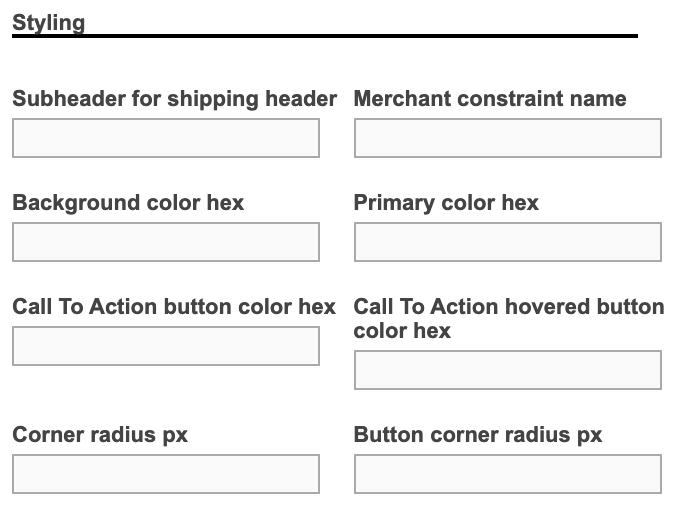 Styling
Subheader for shipping header
Merchant constraint name
Background color hex
Primary color hex
Call To Action button color hex
Call To Action hovered button
color hex
Corner radius px
Button corner radius px